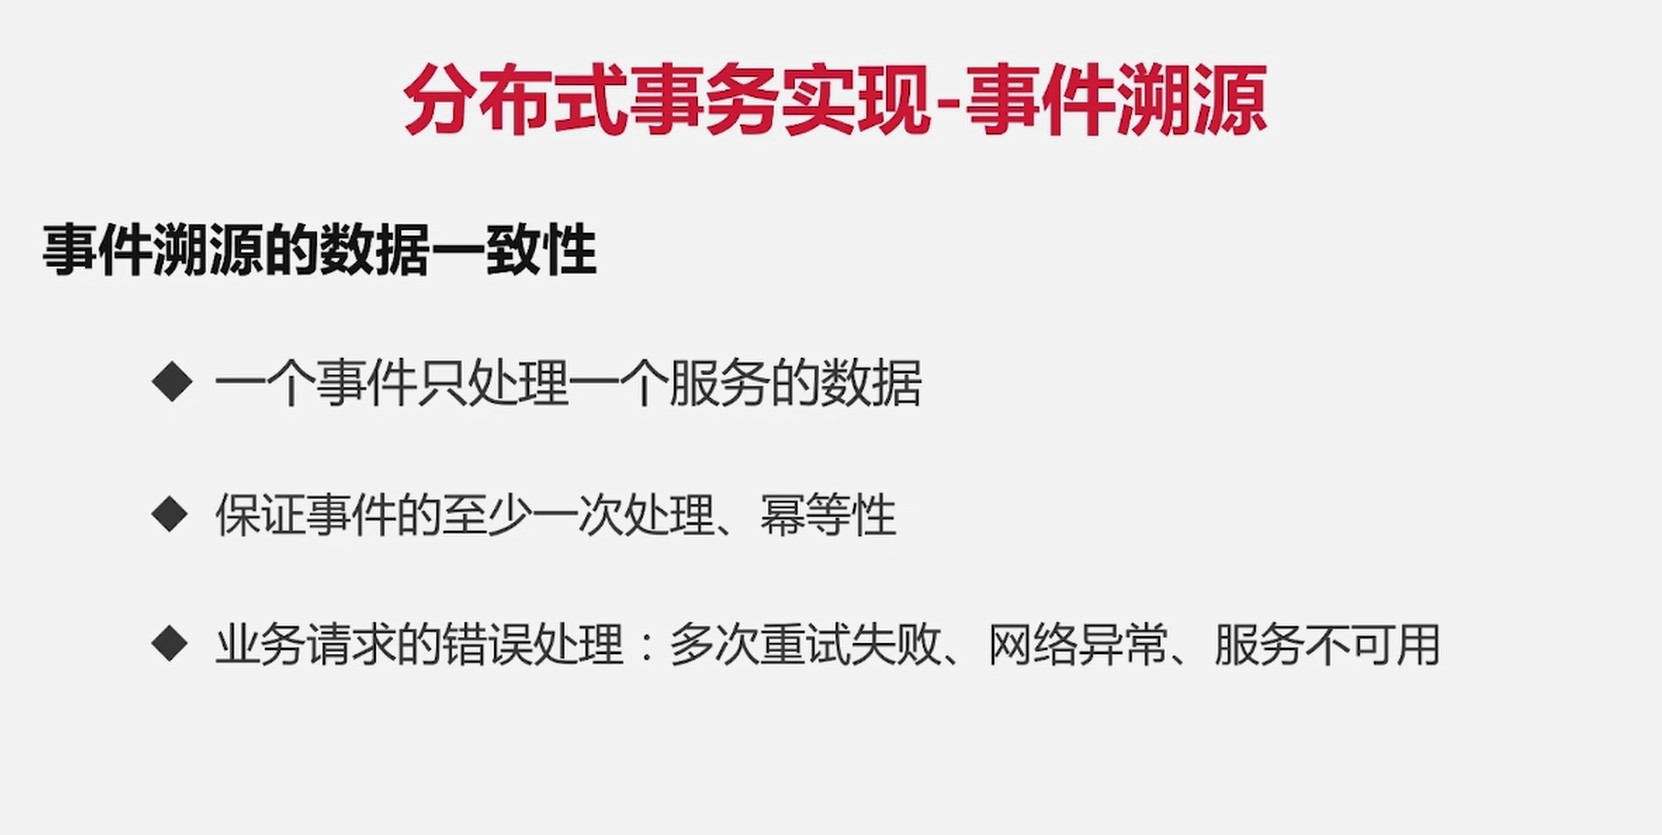 分布式事务实现-事件溯源
事件溯源的数据一致性
◆ 一个事件只处理一个服务的数据
◆ 保证事件的至少一次处理、幂等性
◆ 业务请求的错误处理：多次重试失败、网络异常、服务不可用